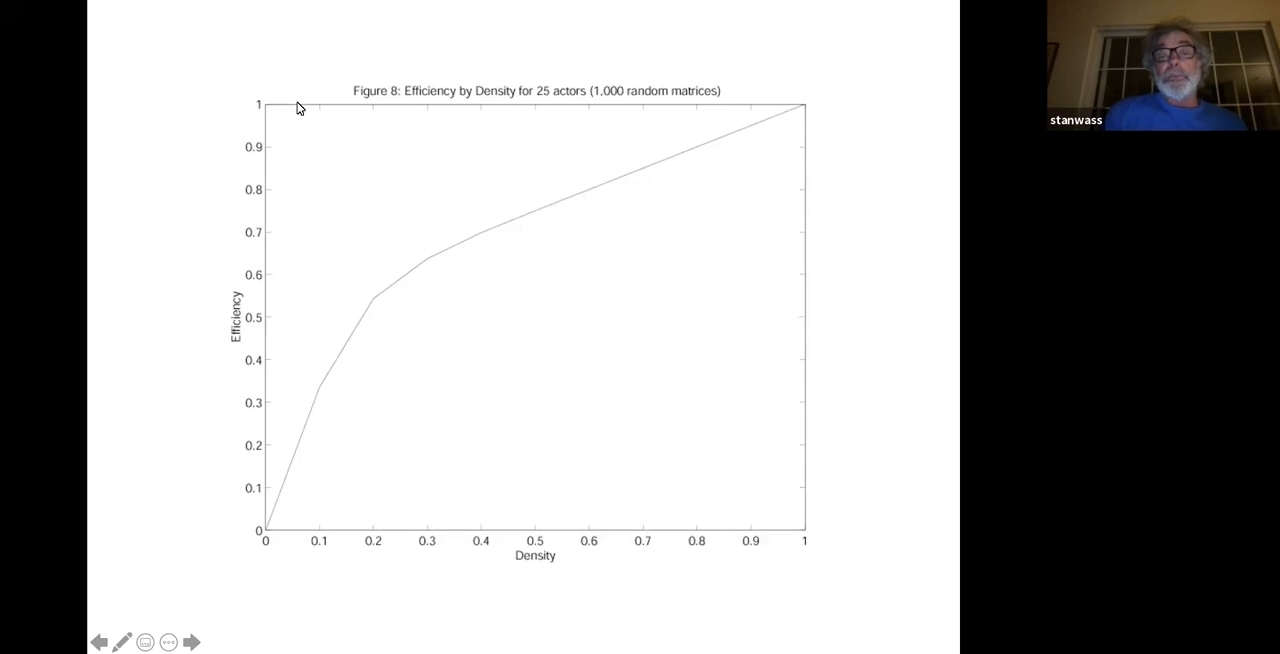 Figure 8: Efficiency by Density for 25 actors (1,000 random matrices)
1
0.9
0.8
0.7
0.6
0.5
0.4
0.3
0.2
0.1
0
Efficiency
0 0.1 0.2 0.3 0.4 0.5 0.6 0.7 0.8 0.9 1
Density
stanwass